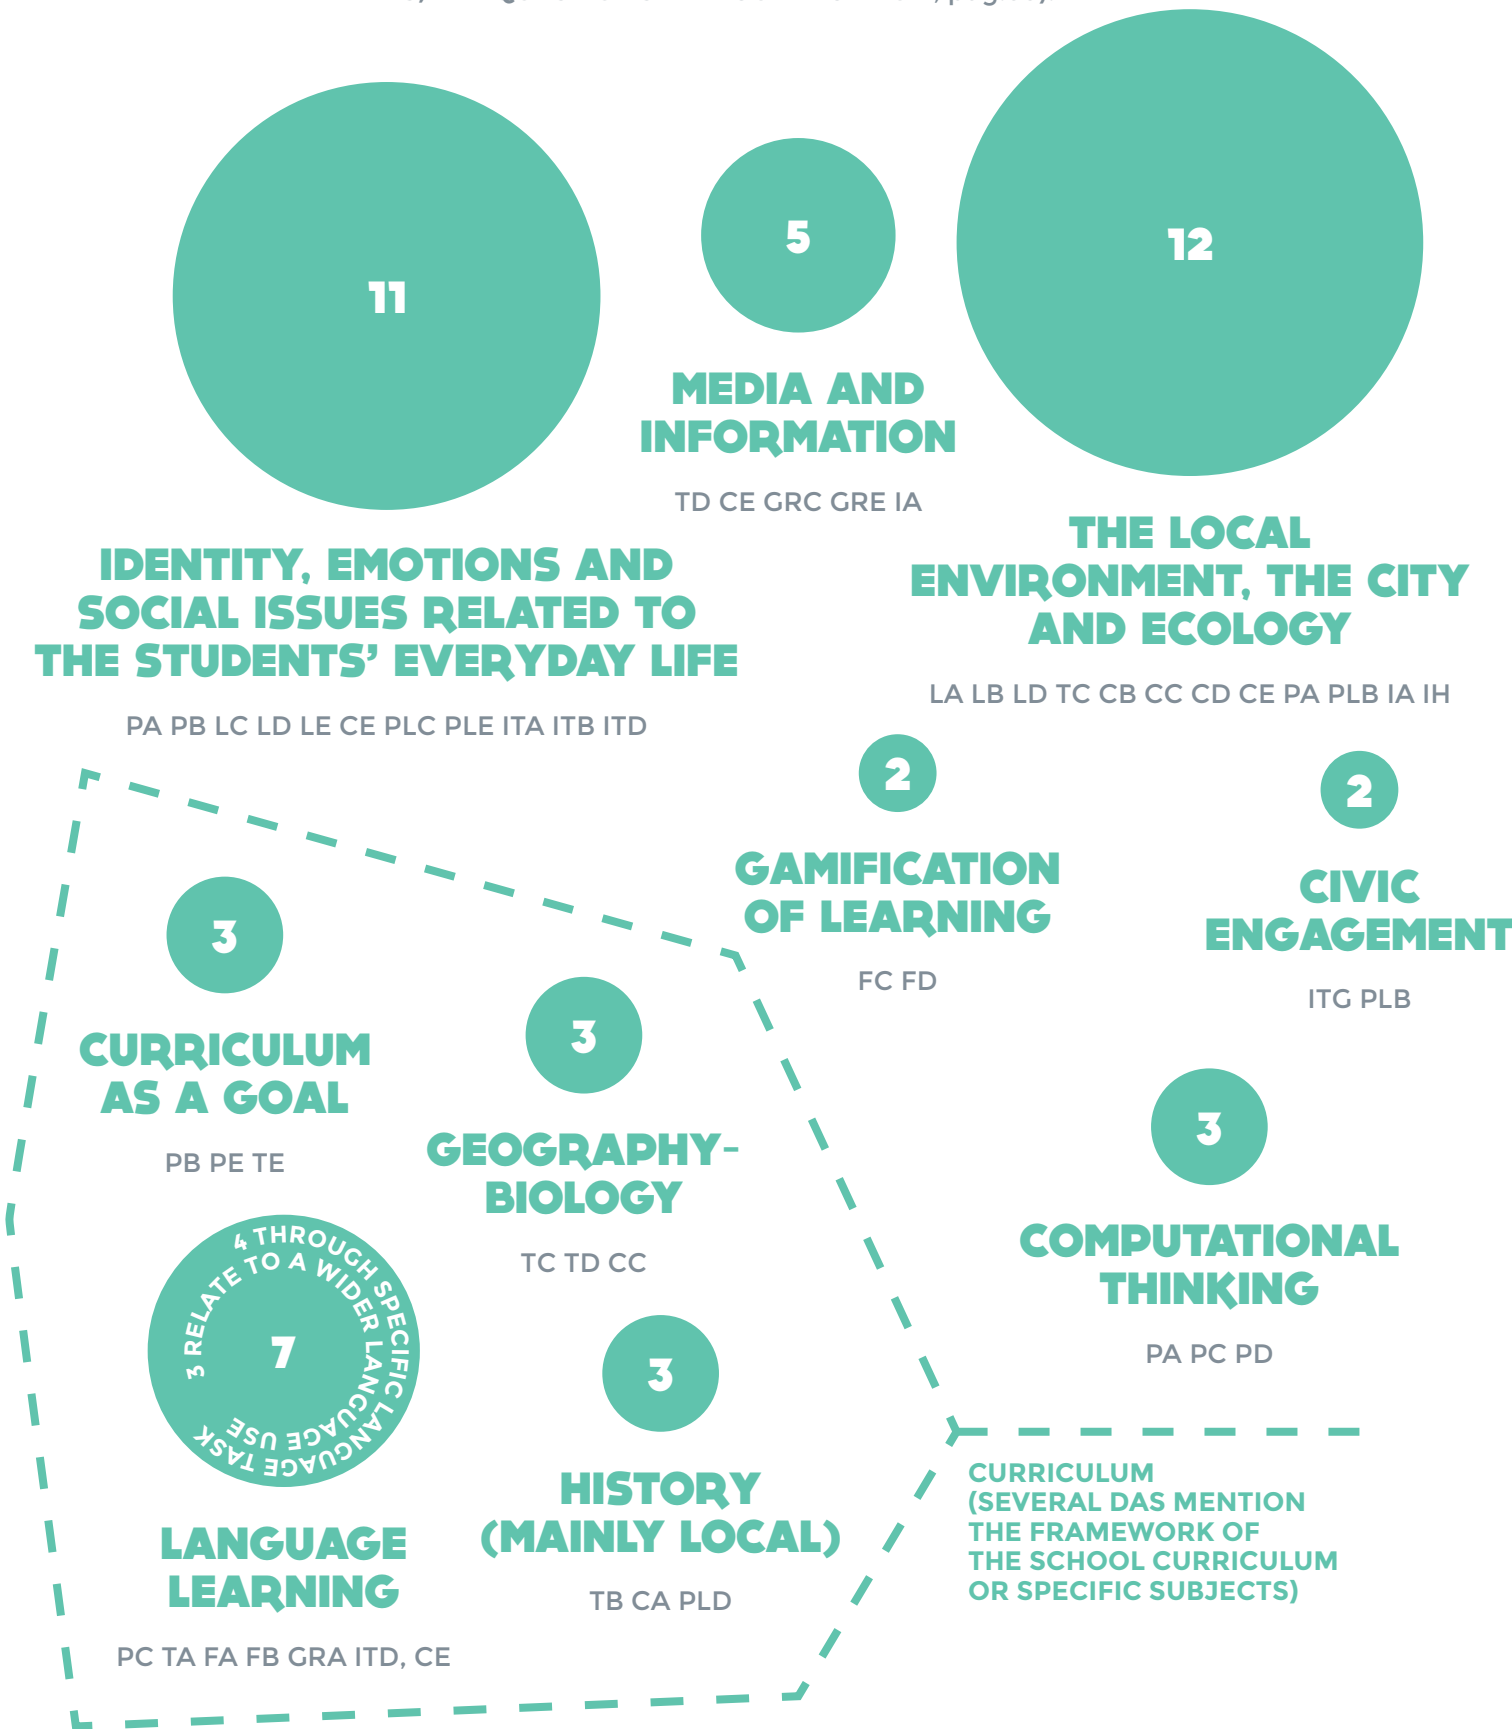 11
5
12
MEDIA AND
INFORMATION
TD CE GRC GRE IA
IDENTITY, EMOTIONS AND
SOCIAL ISSUES RELATED TO
THE STUDENTS’ EVERYDAY LIFE
PA PB LC LD LE CE PLC PLE ITA ITB ITD
THE LOCAL
ENVIRONMENT, THE CITY
AND ECOLOGY
LA LB LD TC CB CC CD CE PA PLB IA IH
2
GAMIFICATION
OF LEARNING
FC FD
2
CIVIC
ENGAGEMENT
ITG PLB
3
CURRICULUM
AS A GOAL
PB PE TE
3
GEOGRAPHY-
BIOLOGY
TC TD CC
3
COMPUTATIONAL
THINKING
PA PC PD
4 THROUGH SPECIFIC LANGUAGE TASK
3 RELATE TO A WIDER LANGUAGE USE
7
LANGUAGE
LEARNING
PC TA FA FB GRA ITD, CE
3
HISTORY
(MAINLY LOCAL)
TB CA PLD
CURRICULUM
(SEVERAL DAS MENTION
THE FRAMEWORK OF
THE SCHOOL CURRICULUM
OR SPECIFIC SUBJECTS)